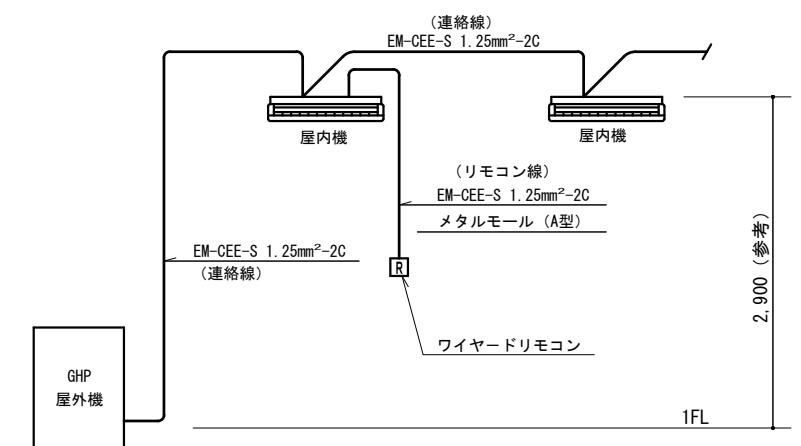 （連絡線）
EM-CEE-S 1.25mm²-2C
屋内機
屋内機
（リモコン線）
EM-CEE-S 1.25mm²-2C
メタルモール（A型）
EM-CEE-S 1.25mm²-2C
（連絡線）
R
2,900（参考）
ワイヤードリモコン
GHP
屋外機
1FL